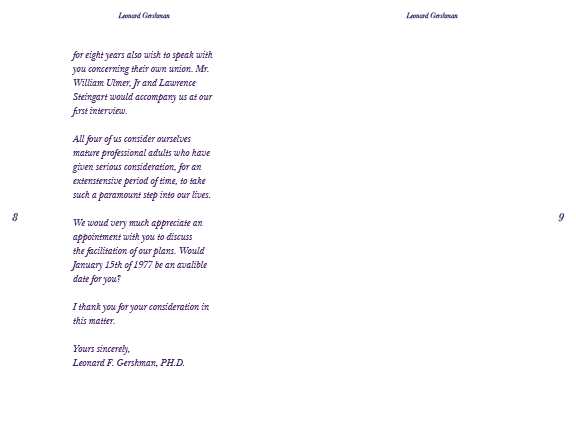 Leonard Gershman
for eight years also wish to speak with
you concerning their own union. Mr.
William Ulmer, Jr and Lawrence
Steingart would accompany us at our
first interview.
All four of us consider ourselves
mature professional adults who have
given serious consideration, for an
extenstensive period of time, to take
such a paramount step into our lives.
We woud very much appreciate an
appointment with you to discuss
the facilitation of our plans. Would
January 15th of 1977 be an avalible
date for you?
I thank you for your consideration in
this matter.
Yours sincerely,
Leonard F. Gershman, PH.D.
8
Leonard Gershman
9